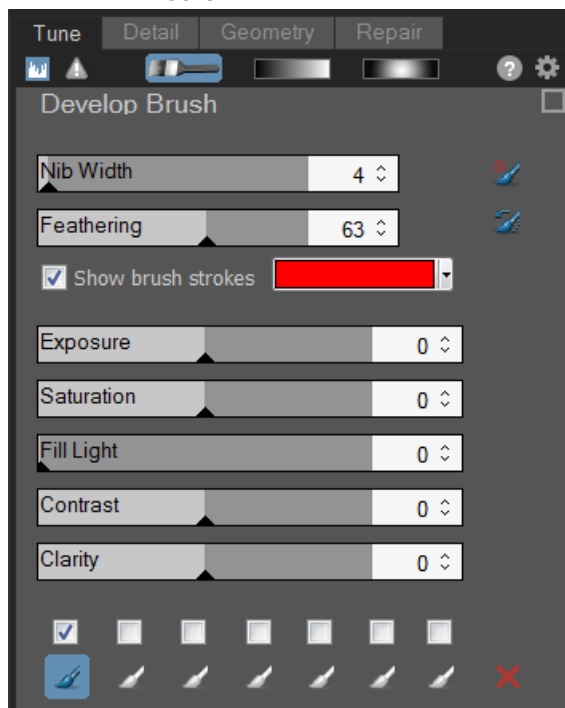 Tune Detail Geometry Repair
?
Develop Brush
Nib Width 4
Feathering 63
Show brush strokes
Exposure 0
Saturation 0
Fill Light 0
Contrast 0
Clarity 0